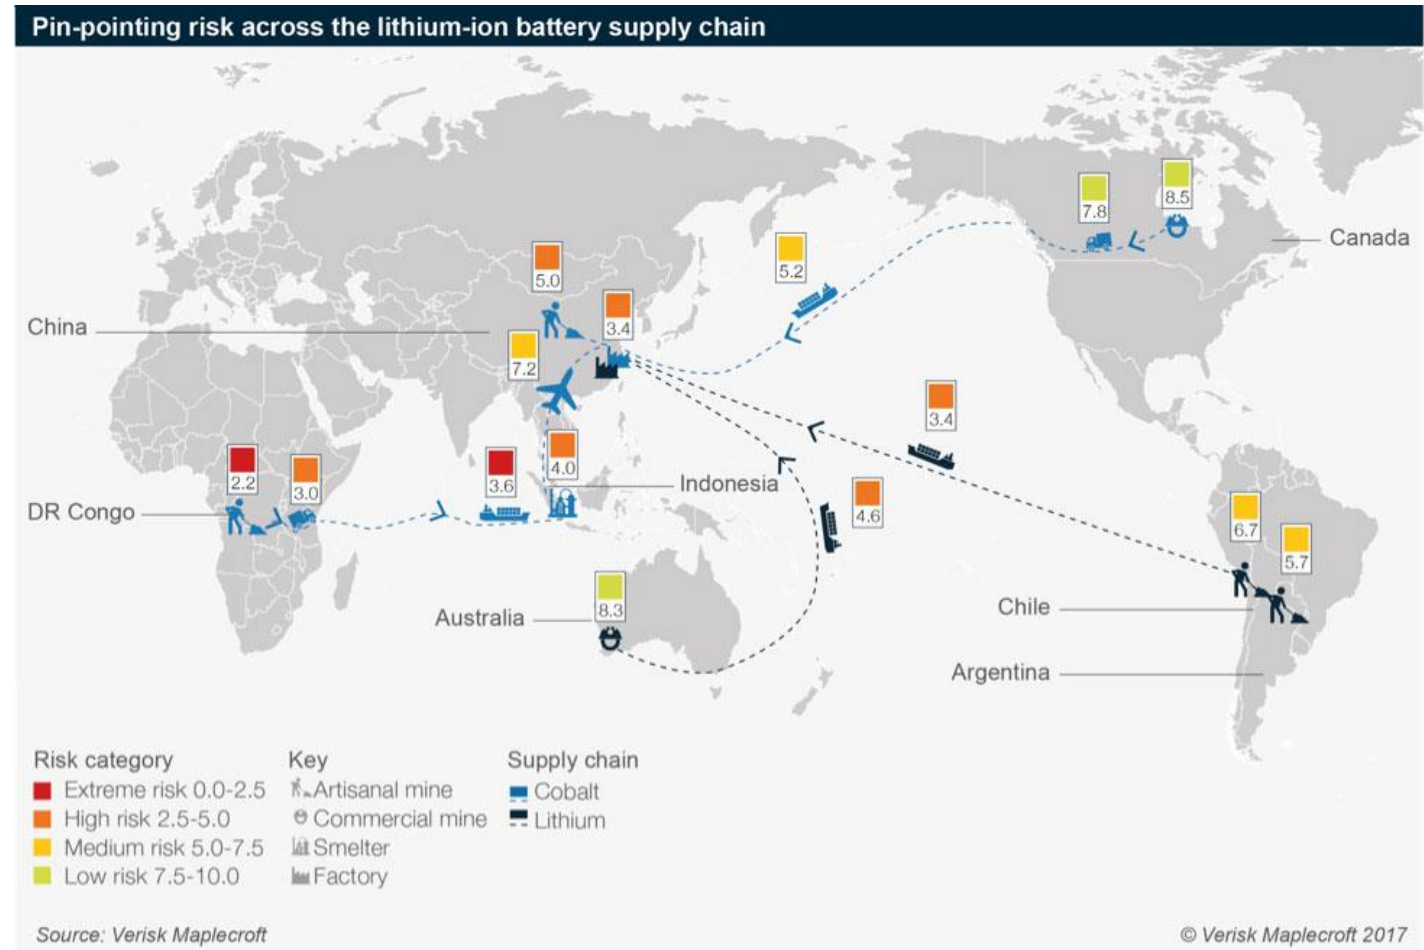 Pin-pointing risk across the lithium-ion battery supply chain
8.5
7.8
Canada
5.2
5.0
3.4
China
7.2
3.4
4.0
2.2
3.0
3.6
Indonesia
4.6
DR Congo
6.7
5.7
8.3
Australia
Chile
Argentina
Risk category
Extreme risk 0.0-2.5
High risk 2.5-5.0
Medium risk 5.0-7.5
Low risk 7.5-10.0
Key
Artisanal mine
Commercial mine
Smelter
Factory
Supply chain
Cobalt
Lithium
Source: Verisk Maplecroft
© Verisk Maplecroft 2017